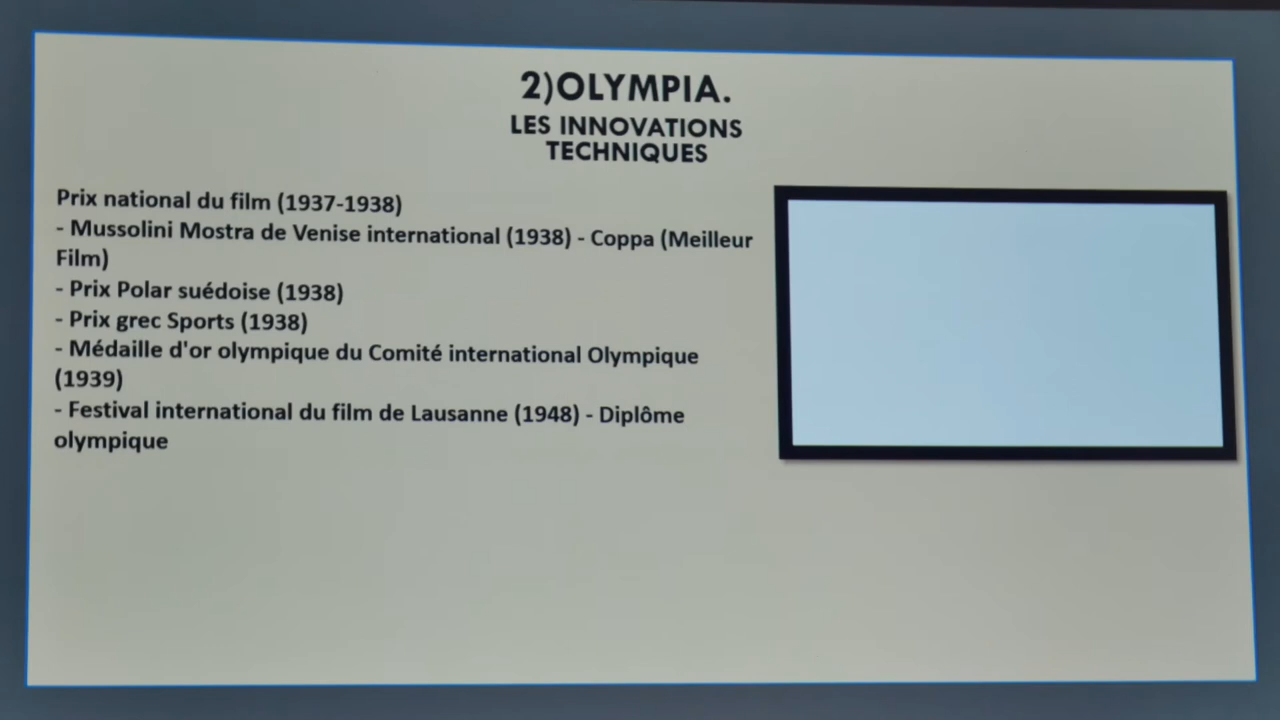 2)OLYMPIA.
LES INNOVATIONS
TECHNIQUES
Prix national du film (1937-1938)
- Mussolini Mostra de Venise international (1938) - Coppa (Meilleur
Film)
- Prix Polar suédoise (1938)
- Prix grec Sports (1938)
- Médaille d'or olympique du Comité international Olympique
(1939)
- Festival international du film de Lausanne (1948) - Diplôme
olympique